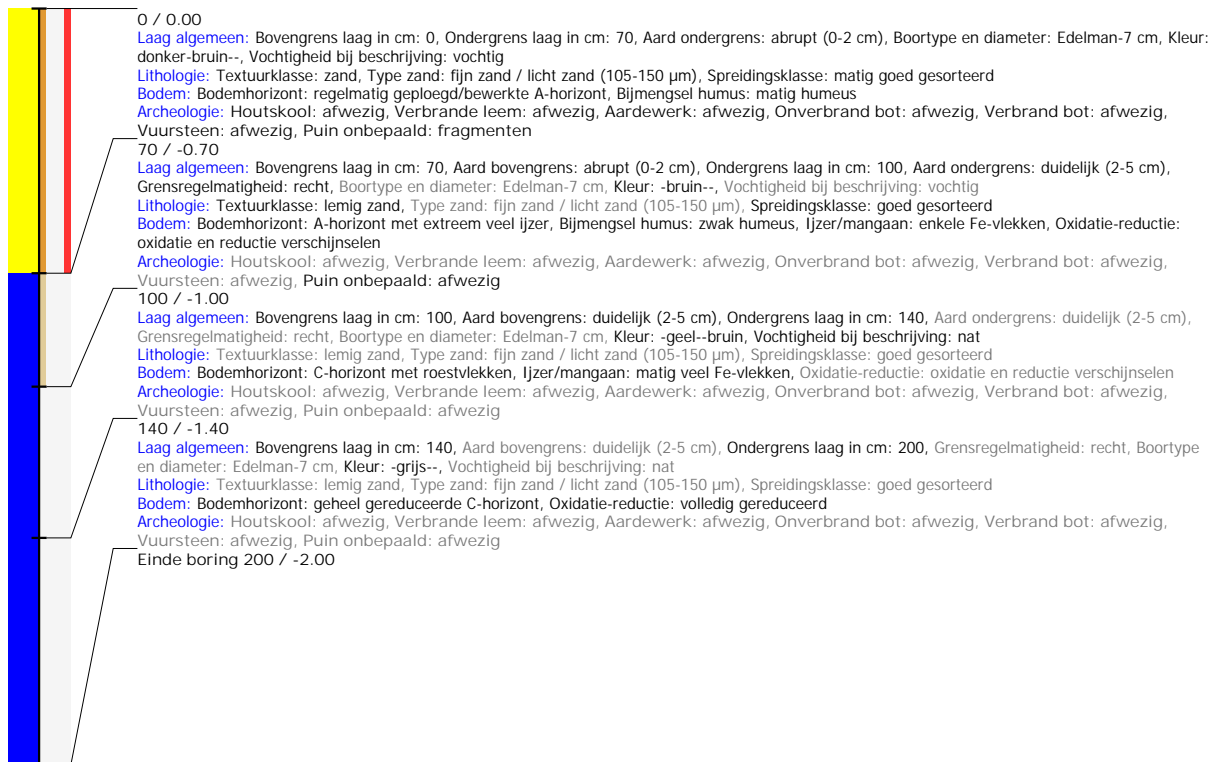 0 / 0.00
Laag algemeen: Bovengrens laag in cm: 0, Ondergrens laag in cm: 70, Aard ondergrens: abrupt (0-2 cm), Boortype en diameter: Edelman-7 cm, Kleur:
donker-bruin--, Vochtigheid bij beschrijving: vochtig
Lithologie: Textuurklasse: zand, Type zand: fijn zand / licht zand (105-150 µm), Spreidingsklasse: matig goed gesorteerd
Bodem: Bodemhorizont: regelmatig geploegd/bewerkte A-horizont, Bijmengsel humus: matig humeus
Archeologie: Houtskool: afwezig, Verbrande leem: afwezig, Aardewerk: afwezig, Onverbrand bot: afwezig, Verbrand bot: afwezig,
Vuursteen: afwezig, Puin onbepaald: fragmenten
70 / -0.70
Laag algemeen: Bovengrens laag in cm: 70, Aard bovengrens: abrupt (0-2 cm), Ondergrens laag in cm: 100, Aard ondergrens: duidelijk (2-5 cm),
Grensregelmatigheid: recht, Boortype en diameter: Edelman-7 cm, Kleur: -bruin--, Vochtigheid bij beschrijving: vochtig
Lithologie: Textuurklasse: lemig zand, Type zand: fijn zand / licht zand (105-150 µm), Spreidingsklasse: goed gesorteerd
Bodem: Bodemhorizont: A-horizont met extreem veel ijzer, Bijmengsel humus: zwak humeus, Ijzer/mangaan: enkele Fe-vlekken, Oxidatie-reductie:
oxidatie en reductie verschijnselen
Archeologie: Houtskool: afwezig, Verbrande leem: afwezig, Aardewerk: afwezig, Onverbrand bot: afwezig, Verbrand bot: afwezig,
Vuursteen: afwezig, Puin onbepaald: afwezig
100 / -1.00
Laag algemeen: Bovengrens laag in cm: 100, Aard bovengrens: duidelijk (2-5 cm), Ondergrens laag in cm: 140, Aard ondergrens: duidelijk (2-5 cm),
Grensregelmatigheid: recht, Boortype en diameter: Edelman-7 cm, Kleur: -geel--bruin, Vochtigheid bij beschrijving: nat
Lithologie: Textuurklasse: lemig zand, Type zand: fijn zand / licht zand (105-150 µm), Spreidingsklasse: goed gesorteerd
Bodem: Bodemhorizont: C-horizont met roestvlekken, Ijzer/mangaan: matig veel Fe-vlekken, Oxidatie-reductie: oxidatie en reductie verschijnselen
Archeologie: Houtskool: afwezig, Verbrande leem: afwezig, Aardewerk: afwezig, Onverbrand bot: afwezig, Verbrand bot: afwezig,
Vuursteen: afwezig, Puin onbepaald: afwezig
140 / -1.40
Laag algemeen: Bovengrens laag in cm: 140, Aard bovengrens: duidelijk (2-5 cm), Ondergrens laag in cm: 200, Grensregelmatigheid: recht, Boortype
en diameter: Edelman-7 cm, Kleur: -grijs--, Vochtigheid bij beschrijving: nat
Lithologie: Textuurklasse: lemig zand, Type zand: fijn zand / licht zand (105-150 µm), Spreidingsklasse: goed gesorteerd
Bodem: Bodemhorizont: geheel gereduceerde C-horizont, Oxidatie-reductie: volledig gereduceerd
Archeologie: Houtskool: afwezig, Verbrande leem: afwezig, Aardewerk: afwezig, Onverbrand bot: afwezig, Verbrand bot: afwezig,
Vuursteen: afwezig, Puin onbepaald: afwezig
Einde boring 200 / -2.00